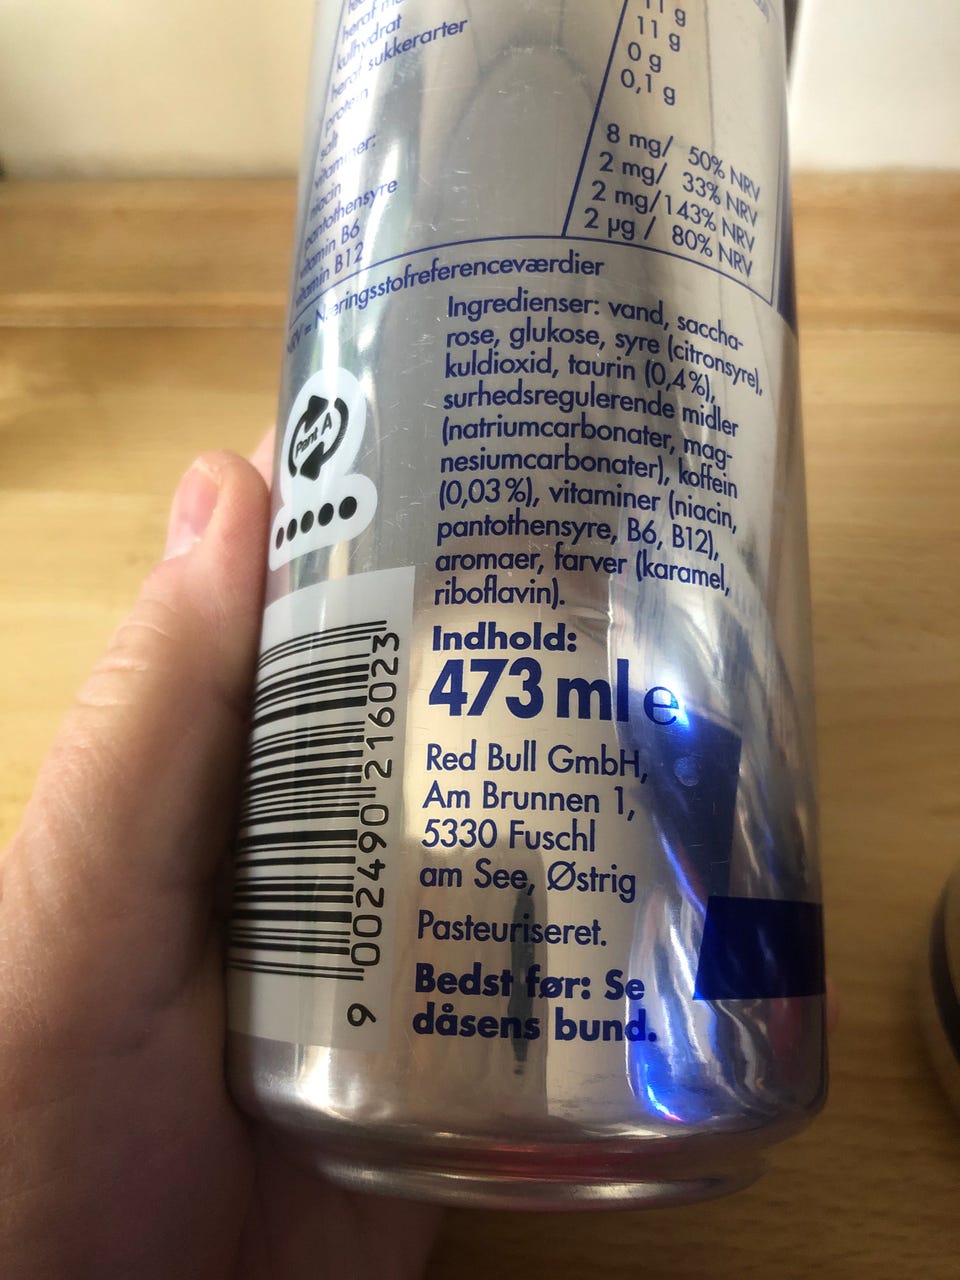 kulhydrat
heraf sukkerarter
protein
salt
vitaminer:
niacin
pantothensyre
vitamin B6
vitamin B12
11 g
11 g
0 g
0,1 g
8 mg/ 50% NRV
2 mg/ 33% NRV
2 mg/143% NRV
2 µg/ 80% NRV
NRV = Næringsstofreferenceværdier
Ingredienser: vand, saccha-
rose, glukose, syre (citronsyre),
kuldioxid, taurin (0,4%),
surhedsregulerende midler
(natriumcarbonater, mag-
nesiumcarbonater), koffein
(0,03%), vitaminer (niacin,
pantothensyre, B6, B12),
aromaer, farver (karamel,
riboflavin).
Pant A
Indhold:
473 ml e
Red Bull GmbH,
Am Brunnen 1,
5330 Fuschl
am See, Østrig
Pasteuriseret.
Bedst før: Se
dåsens bund.
9 002490 216023